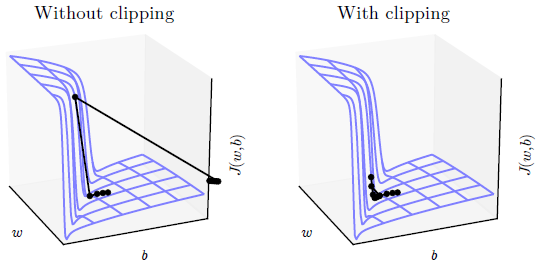 Without clipping
With clipping
J(w,b)
w
b
J(w,b)
w
b